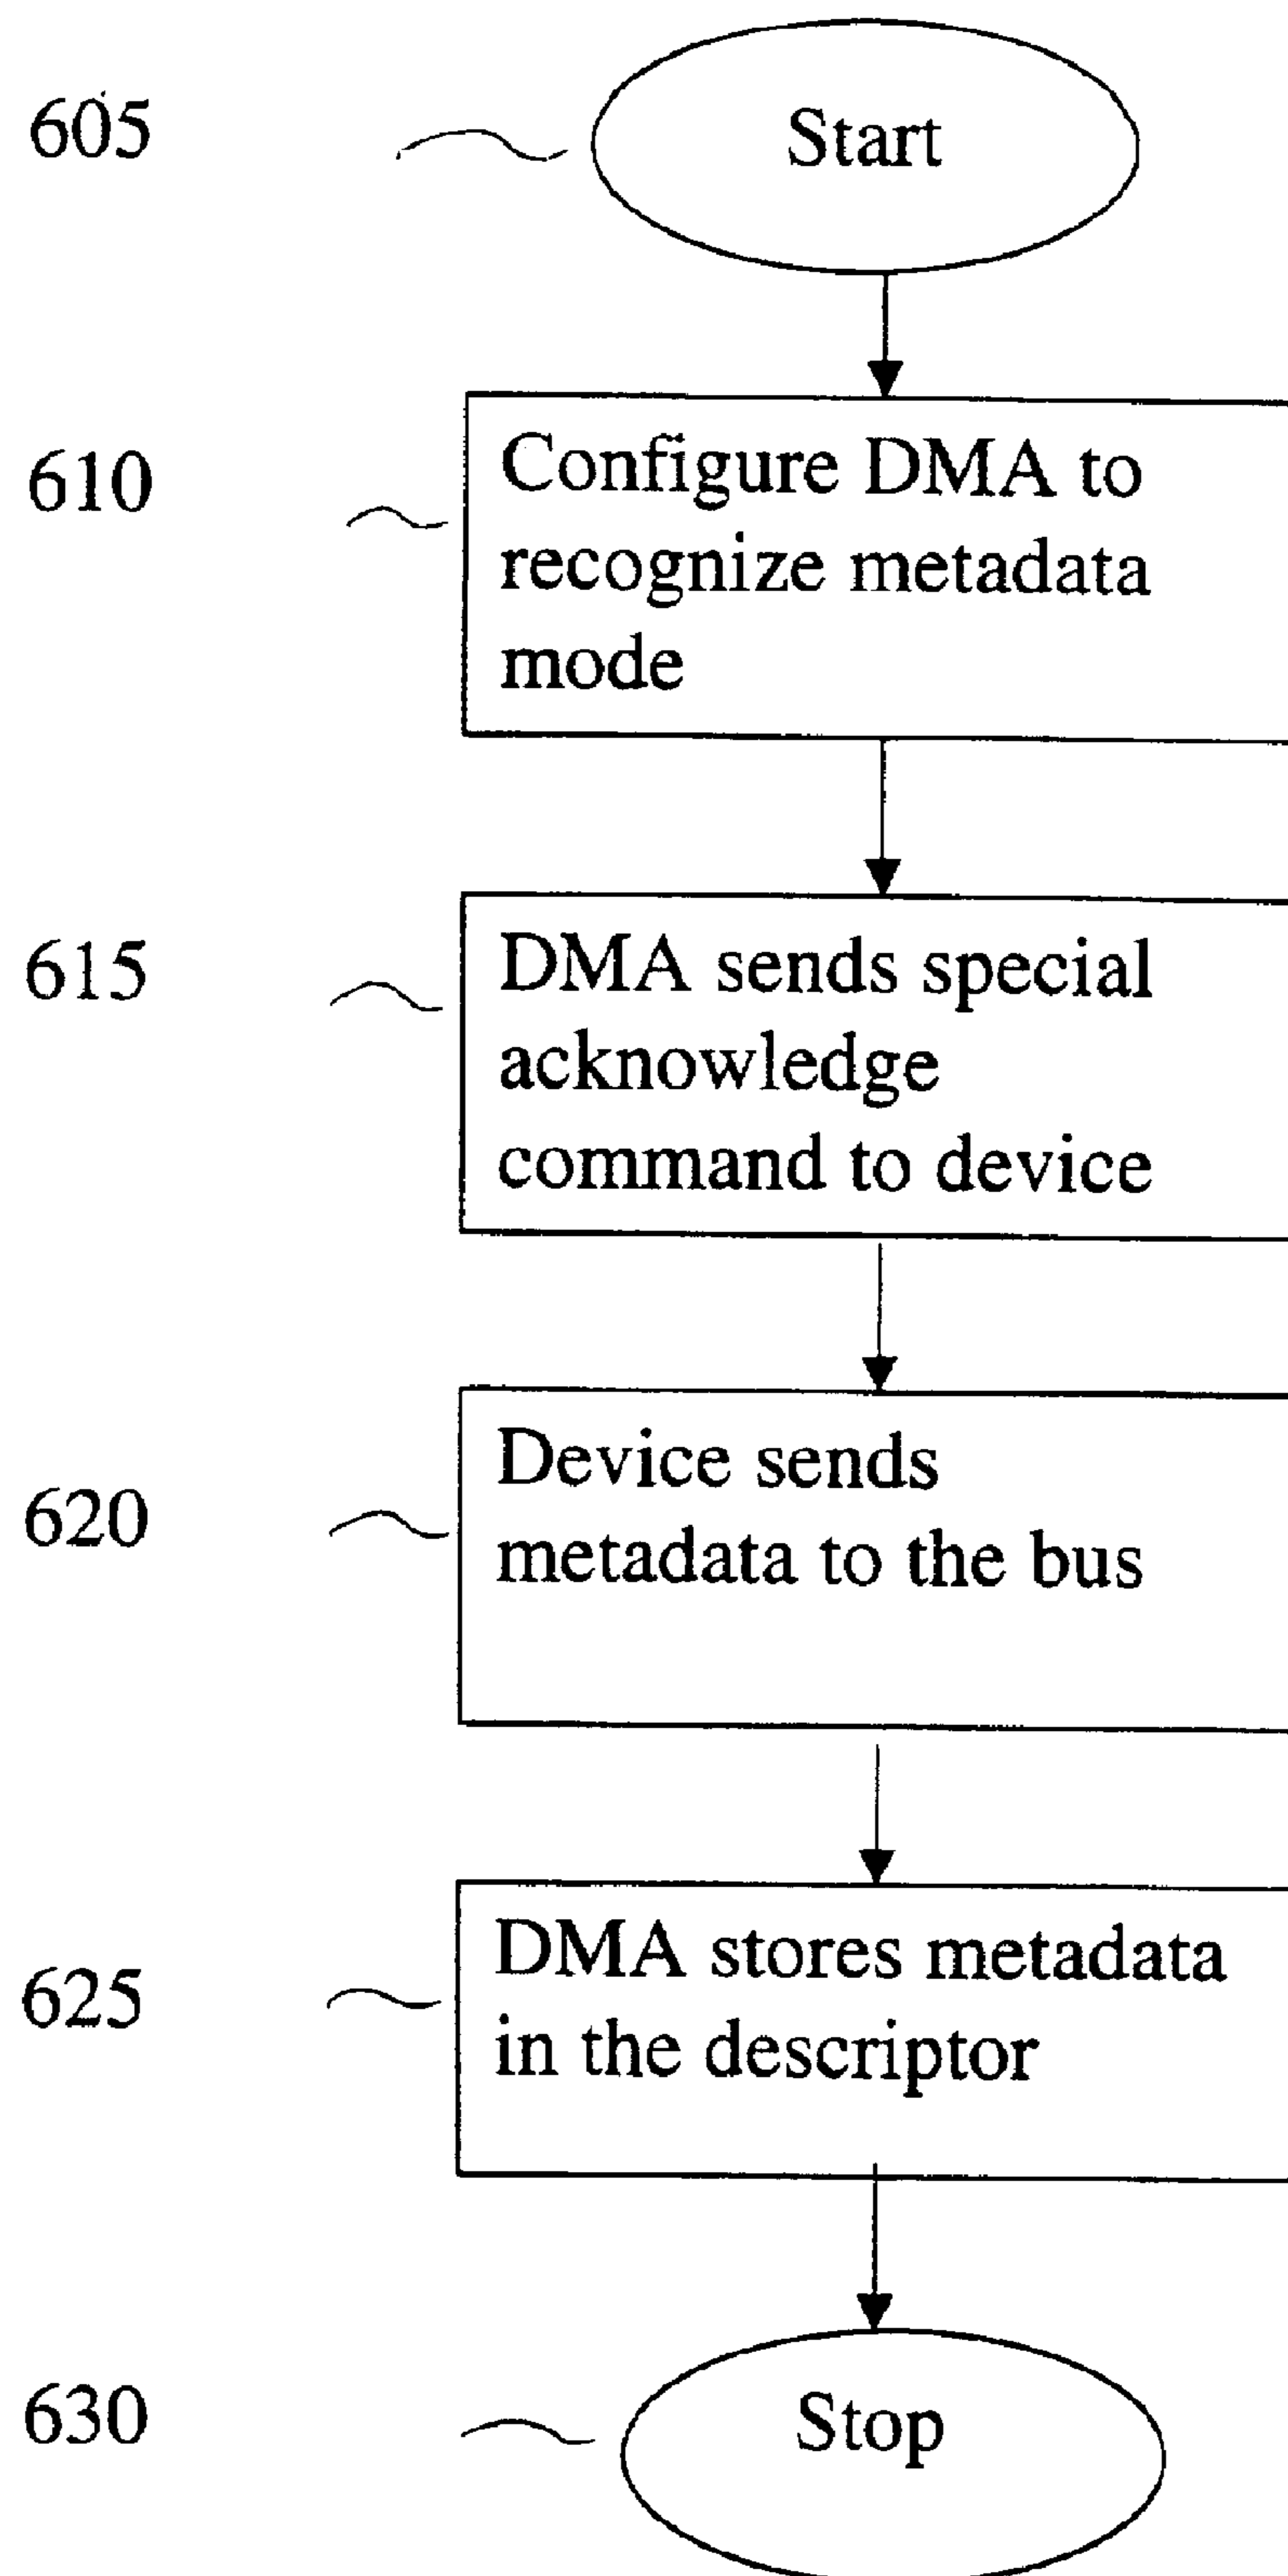 605
Start
610
Configure DMA to
recognize metadata
mode
615
DMA sends special
acknowledge
command to device
620
Device sends
metadata to the bus
625
DMA stores metadata
in the descriptor
630
Stop